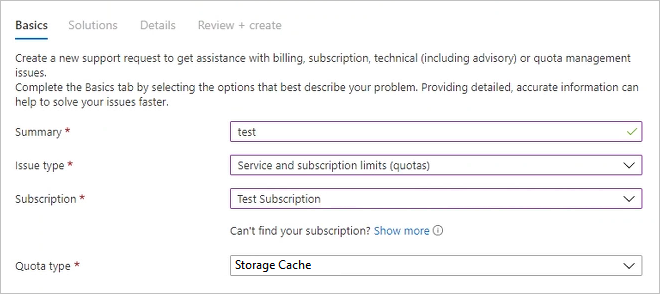 Basics Solutions Details Review + create
Create a new support request to get assistance with billing, subscription, technical (including advisory) or quota management
issues.
Complete the Basics tab by selecting the options that best describe your problem. Providing detailed, accurate information can
help to solve your issues faster.
Summary * test
Issue type * Service and subscription limits (quotas)
Subscription * Test Subscription
Can't find your subscription? Show more
Quota type * Storage Cache